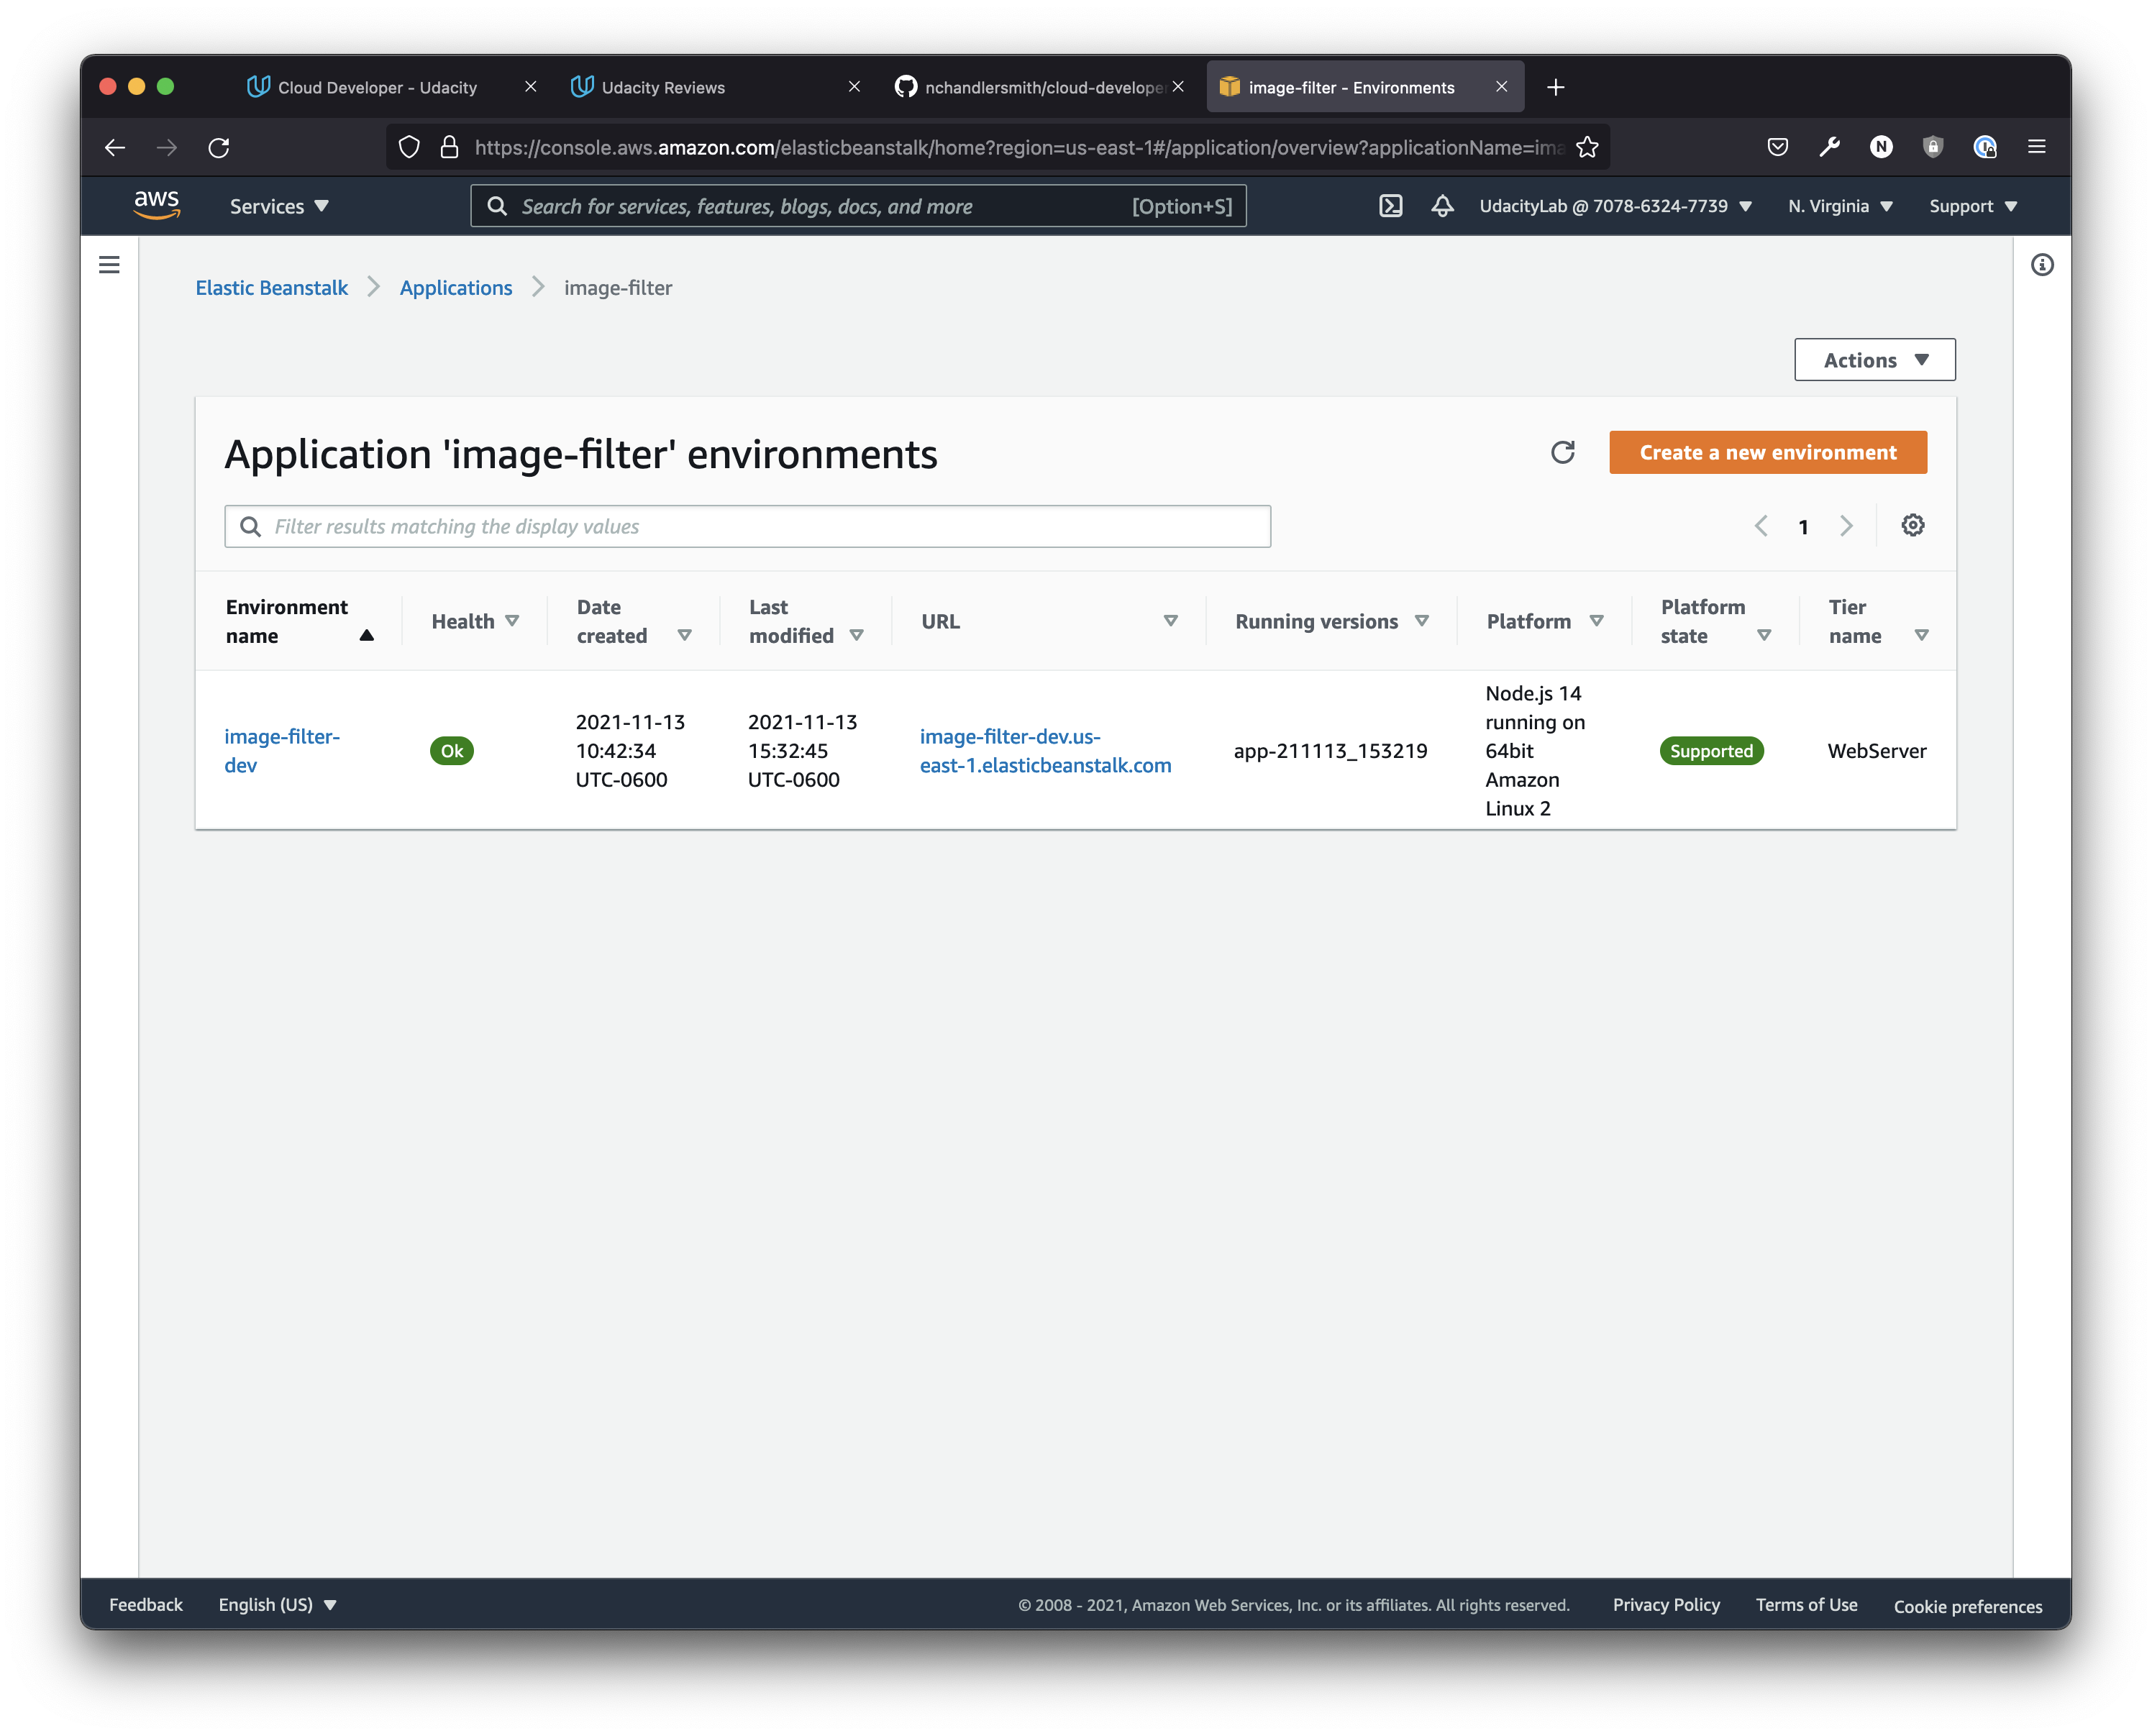 Cloud Developer - Udacity
Udacity Reviews
nchandlersmith/cloud-develope
image-filter - Environments
https://console.aws.amazon.com/elasticbeanstalk/home?region=us-east-1#/application/overview?applicationName=ima
N
aws
Services
Search for services, features, blogs, docs, and more
[Option+S]
UdacityLab @ 7078-6324-7739
N. Virginia
Support
Elastic Beanstalk
Applications
image-filter
Actions
Application 'image-filter' environments
Create a new environment
Filter results matching the display values
1
Environment
name
Health
Date
created
Last
modified
URL
Running versions
Platform
Platform
state
Tier
name
image-filter-
dev
Ok
2021-11-13
10:42:34
UTC-0600
2021-11-13
15:32:45
UTC-0600
image-filter-dev.us-
east-1.elasticbeanstalk.com
app-211113_153219
Node.js 14
running on
64bit
Amazon
Linux 2
Supported
WebServer
Feedback
English (US)
© 2008 - 2021, Amazon Web Services, Inc. or its affiliates. All rights reserved.
Privacy Policy
Terms of Use
Cookie preferences